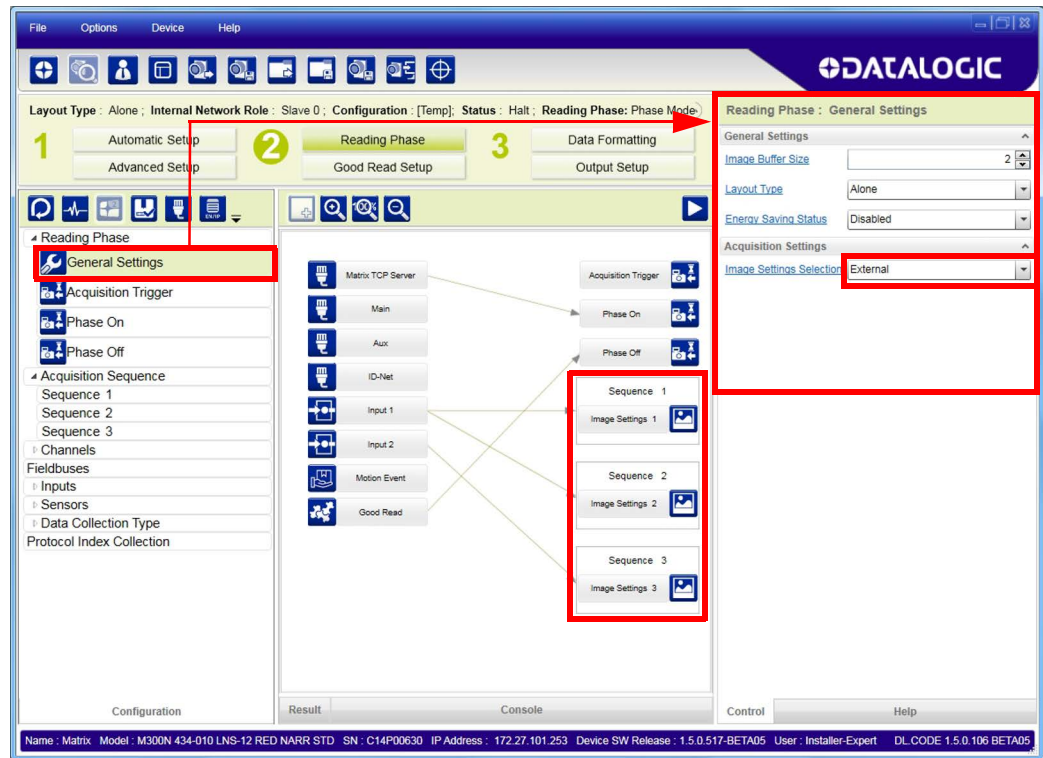 File Options Device Help
DATALOGIC
Layout Type : Alone ; Internal Network Role : Slave 0 ; Configuration : [Temp]; Status : Halt ; Reading Phase: Phase Mode
1 Automatic Setup 2 Reading Phase 3 Data Formatting
Advanced Setup Good Read Setup Output Setup
EN/IP
100%
Reading Phase
General Settings
Acquisition Trigger
Phase On
Phase Off
Acquisition Sequence
Sequence 1
Sequence 2
Sequence 3
Channels
Fieldbuses
Inputs
Sensors
Data Collection Type
Protocol Index Collection
Configuration
Matrix TCP Server
Main
Aux
ID-Net
Input 1
Input 2
Motion Event
Good Read
Acquisition Trigger
Phase On
Phase Off
Sequence 1
Image Settings 1
Sequence 2
Image Settings 2
Sequence 3
Image Settings 3
Result Console
Reading Phase : General Settings
General Settings
Image Buffer Size 2
Layout Type Alone
Energy Saving Status Disabled
Acquisition Settings
Image Settings Selection External
Control Help
Name : Matrix Model : M300N 434-010 LNS-12 RED NARR STD SN : C14P00630 IP Address : 172.27.101.253 Device SW Release : 1.5.0.517-BETA05 User : Installer-Expert DL.CODE 1.5.0.106 BETA05